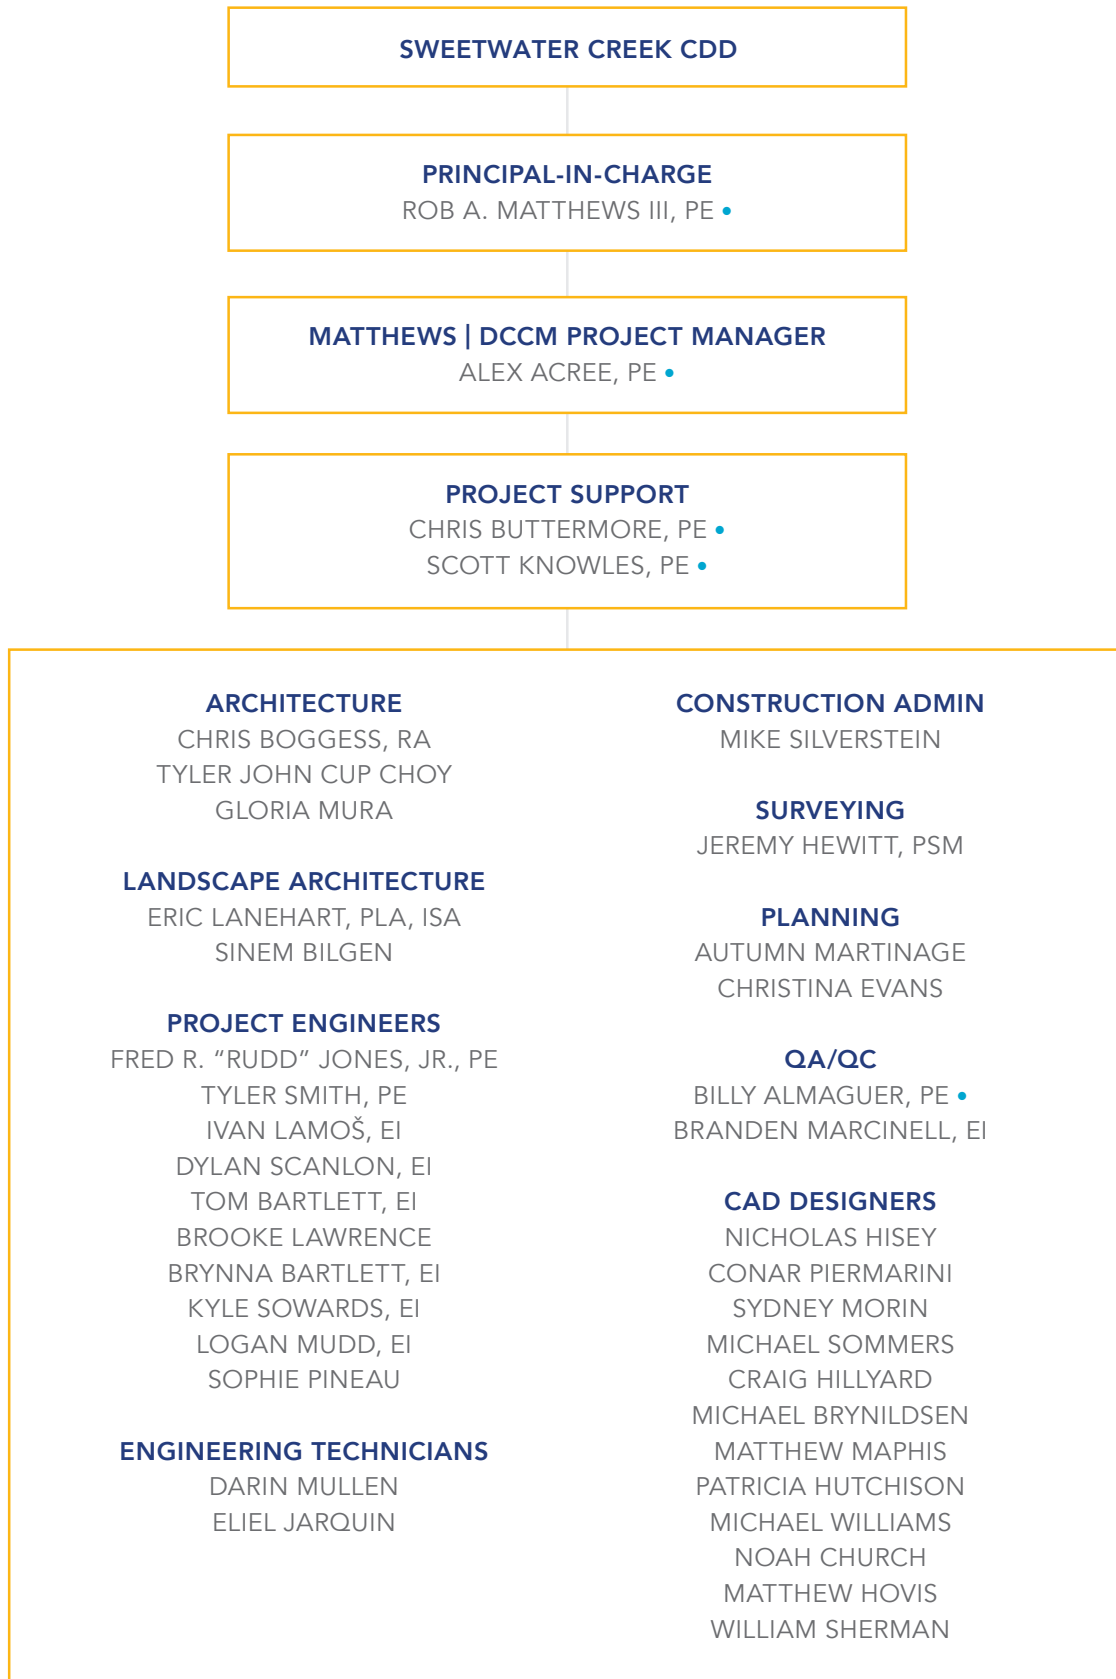 SWEETWATER CREEK CDD
PRINCIPAL-IN-CHARGE
ROB A. MATTHEWS III, PE •
MATTHEWS | DCCM PROJECT MANAGER
ALEX ACREE, PE •
PROJECT SUPPORT
CHRIS BUTTERMORE, PE •
SCOTT KNOWLES, PE •
ARCHITECTURE
CHRIS BOGGESS, RA
TYLER JOHN CUP CHOY
GLORIA MURA
LANDSCAPE ARCHITECTURE
ERIC LANEHART, PLA, ISA
SINEM BILGEN
PROJECT ENGINEERS
FRED R. “RUDD” JONES, JR., PE
TYLER SMITH, PE
IVAN LAMOŠ, EI
DYLAN SCANLON, EI
TOM BARTLETT, EI
BROOKE LAWRENCE
BRYNNA BARTLETT, EI
KYLE SOWARDS, EI
LOGAN MUDD, EI
SOPHIE PINEAU
ENGINEERING TECHNICIANS
DARIN MULLEN
ELIEL JARQUIN
CONSTRUCTION ADMIN
MIKE SILVERSTEIN
SURVEYING
JEREMY HEWITT, PSM
PLANNING
AUTUMN MARTINAGE
CHRISTINA EVANS
QA/QC
BILLY ALMAGUER, PE •
BRANDEN MARCINELL, EI
CAD DESIGNERS
NICHOLAS HISEY
CONAR PIERMARINI
SYDNEY MORIN
MICHAEL SOMMERS
CRAIG HILLYARD
MICHAEL BRYNILDSEN
MATTHEW MAPHIS
PATRICIA HUTCHISON
MICHAEL WILLIAMS
NOAH CHURCH
MATTHEW HOVIS
WILLIAM SHERMAN